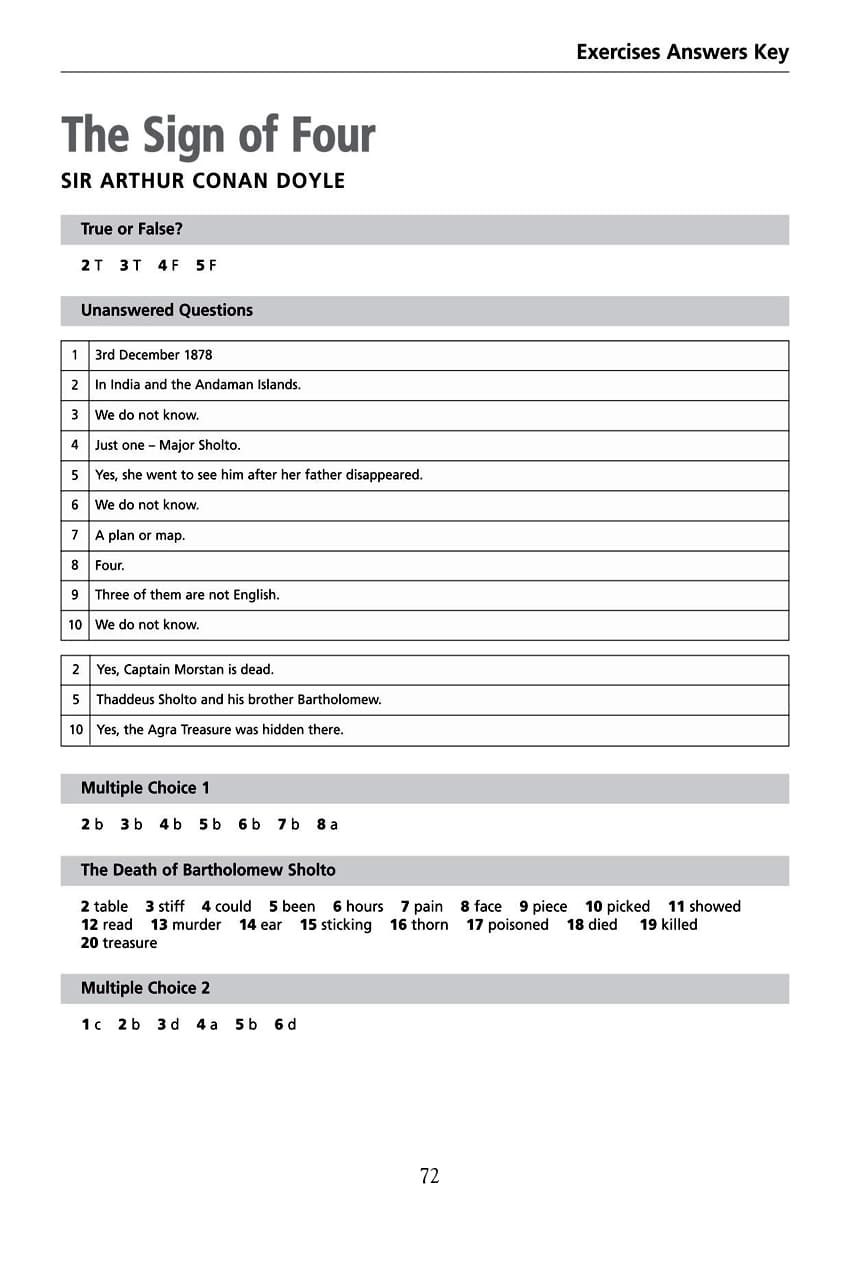 Exercises Answers Key
The Sign of Four
SIR ARTHUR CONAN DOYLE
True or False?
2 T 3 T 4 F 5 F
Unanswered Questions
1 3rd December 1878
2 In India and the Andaman Islands.
3 We do not know.
4 Just one – Major Sholto.
5 Yes, she went to see him after her father disappeared.
6 We do not know.
7 A plan or map.
8 Four.
9 Three of them are not English.
10 We do not know.
2 Yes, Captain Morstan is dead.
5 Thaddeus Sholto and his brother Bartholomew.
10 Yes, the Agra Treasure was hidden there.
Multiple Choice 1
2 b 3 b 4 b 5 b 6 b 7 b 8 a
The Death of Bartholomew Sholto
2 table 3 stiff 4 could 5 been 6 hours 7 pain 8 face 9 piece 10 picked 11 showed
12 read 13 murder 14 ear 15 sticking 16 thorn 17 poisoned 18 died 19 killed
20 treasure
Multiple Choice 2
1 c 2 b 3 d 4 a 5 b 6 d
72